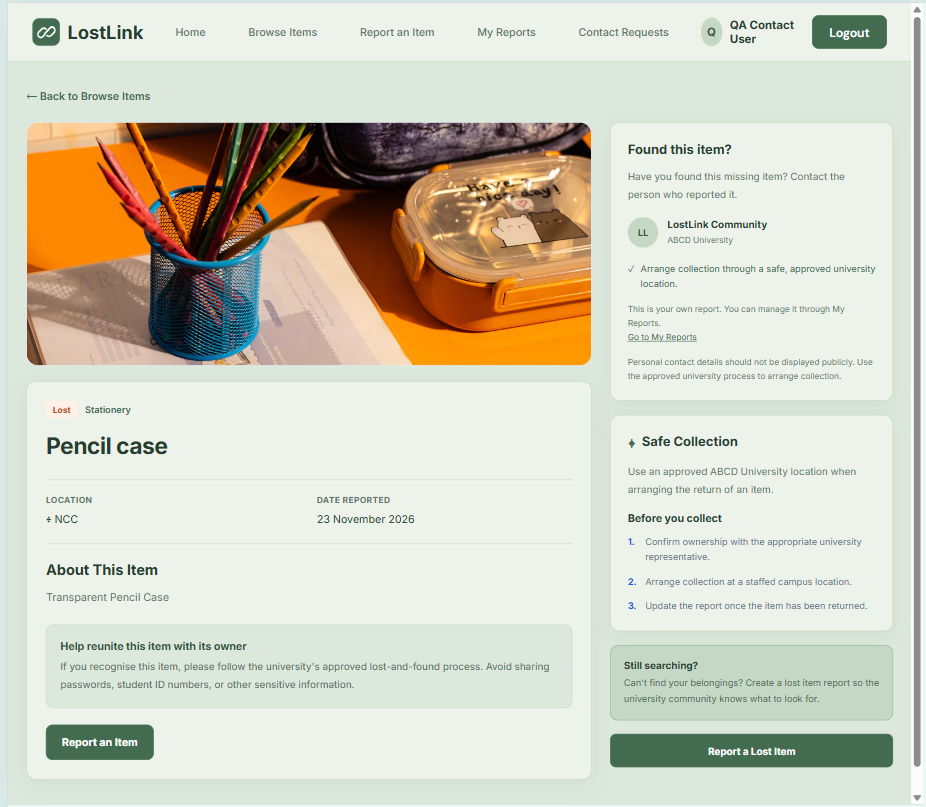 LostLink
Home
Browse Items
Report an Item
My Reports
Contact Requests
Q
QA Contact
User
Logout
← Back to Browse Items
Have a
nice day!
Lost
Stationery
Pencil case
LOCATION
NCC
DATE REPORTED
23 November 2026
About This Item
Transparent Pencil Case
Help reunite this item with its owner
If you recognise this item, please follow the university's approved lost-and-found process. Avoid sharing
passwords, student ID numbers, or other sensitive information.
Report an Item
Found this item?
Have you found this missing item? Contact the
person who reported it.
LL
LostLink Community
ABCD University
✓ Arrange collection through a safe, approved university
location.
This is your own report. You can manage it through My
Reports.
Go to My Reports
Personal contact details should not be displayed publicly. Use
the approved university process to arrange collection.
Safe Collection
Use an approved ABCD University location when
arranging the return of an item.
Before you collect
1. Confirm ownership with the appropriate university
representative.
2. Arrange collection at a staffed campus location.
3. Update the report once the item has been returned.
Still searching?
Can't find your belongings? Create a lost item report so the
university community knows what to look for.
Report a Lost Item